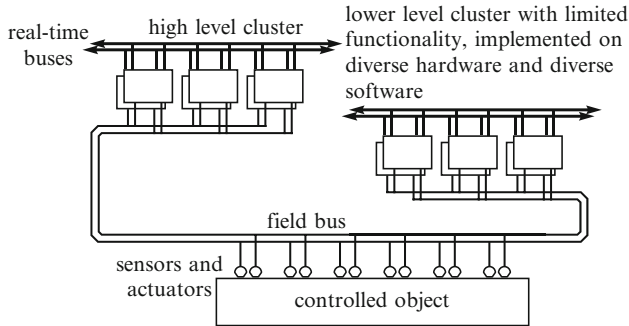 real-time
buses
high level cluster
lower level cluster with limited
functionality, implemented on
diverse hardware and diverse
software
field bus
sensors and
actuators
controlled object